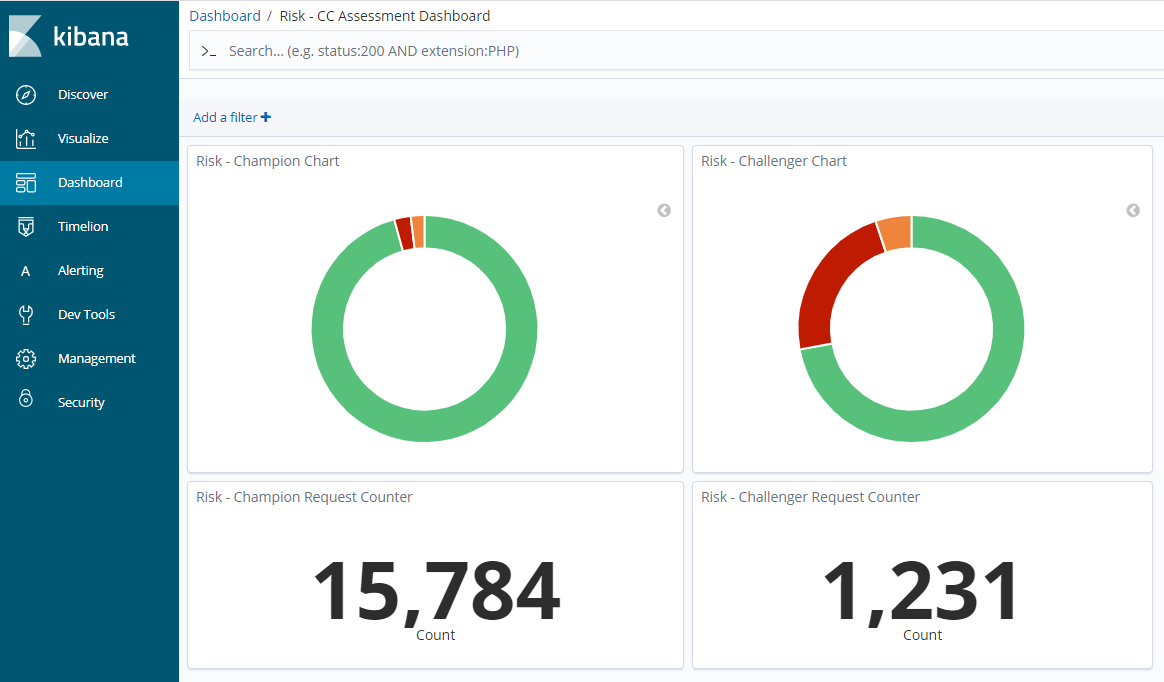 kibana
Discover
Visualize
Dashboard
Timelion
A Alerting
Dev Tools
Management
Security
Dashboard / Risk - CC Assessment Dashboard
>_ Search... (e.g. status:200 AND extension:PHP)
Add a filter +
Risk - Champion Chart
Risk - Challenger Chart
Risk - Champion Request Counter
15,784
Count
Risk - Challenger Request Counter
1,231
Count